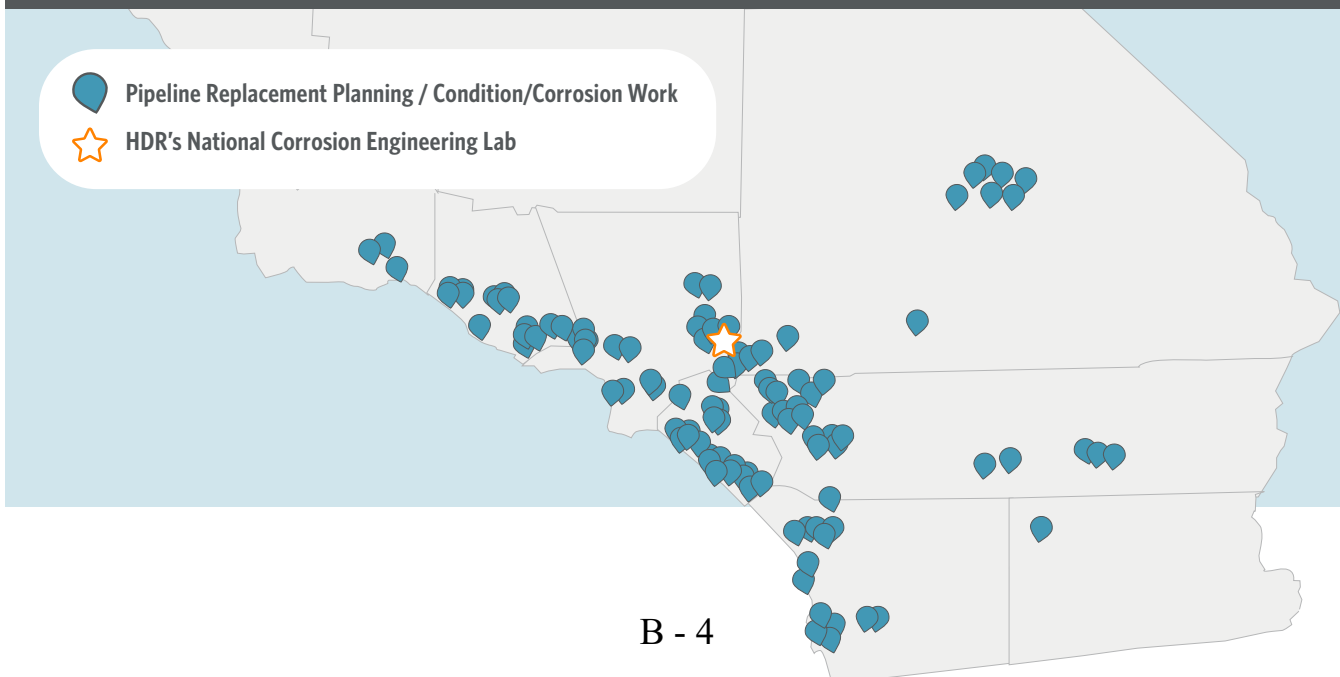 Pipeline Replacement Planning / Condition/Corrosion Work
HDR's National Corrosion Engineering Lab
B - 4